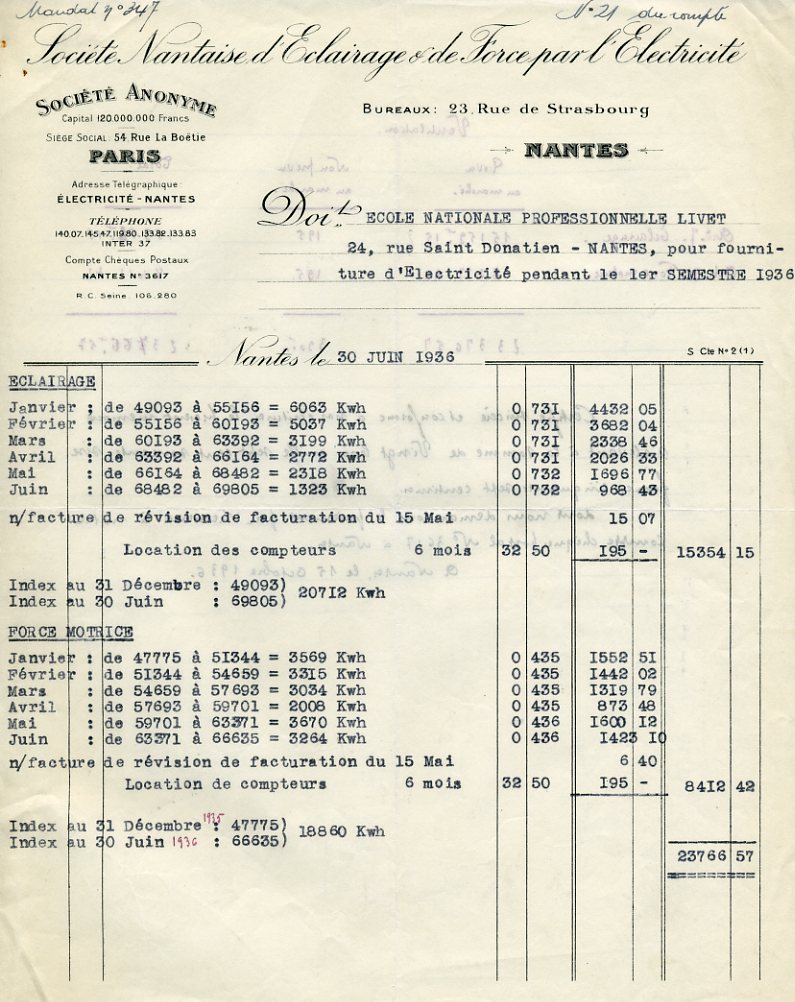 Mandat nº 347
N° 21 du compte
Société Nantaise d'Eclairage & de Force par l'Electricité
SOCIÉTÉ ANONYME
Capital 120.000.000 Francs
SIÈGE SOCIAL: 54 Rue La Boëtie
PARIS
Adresse Télégraphique
ÉLECTRICITÉ - NANTES
TÉLÉPHONE
140.07. 145.47. 119.80. 133.82. 133.83
INTER 37
Compte Chèques Postaux
NANTES N° 3617
R.C. Seine 106.280
BUREAUX: 23, Rue de Strasbourg
NANTES
Doit ECOLE NATIONALE PROFESSIONNELLE LIVET
24, rue Saint Donatien - NANTES, pour fourni-
ture d'Electricité pendant le 1er SEMESTRE 1936
Nantes le 30 JUIN 1936
S Cte N° 2 (1)
ECLAIRAGE
Janvier : de 49093 à 55156 = 6063 Kwh 0 731 4432 05
Février : de 55156 à 60193 = 5037 Kwh 0 731 3682 04
Mars : de 60193 à 63392 = 3199 Kwh 0 731 2338 46
Avril : de 63392 à 66164 = 2772 Kwh 0 731 2026 33
Mai : de 66164 à 68482 = 2318 Kwh 0 732 1696 77
Juin : de 68482 à 69805 = 1323 Kwh 0 732 968 43
n/facture de révision de facturation du 15 Mai 15 07
Location des compteurs 6 mois 32 50 195 - 15354 15
Index au 31 Décembre : 49093)
20712 Kwh
Index au 30 Juin : 69805)
FORCE MOTRICE
Janvier : de 47775 à 51344 = 3569 Kwh 0 435 1552 51
Février : de 51344 à 54659 = 3315 Kwh 0 435 1442 02
Mars : de 54659 à 57693 = 3034 Kwh 0 435 1319 79
Avril : de 57693 à 59701 = 2008 Kwh 0 435 873 48
Mai : de 59701 à 63371 = 3670 Kwh 0 436 1600 12
Juin : de 63371 à 66635 = 3264 Kwh 0 436 1423 10
n/facture de révision de facturation du 15 Mai 6 40
Location de compteurs 6 mois 32 50 195 - 8412 42
Index au 31 Décembre 1935 : 47775)
18860 Kwh
Index au 30 Juin 1936 : 66635)
23766 57